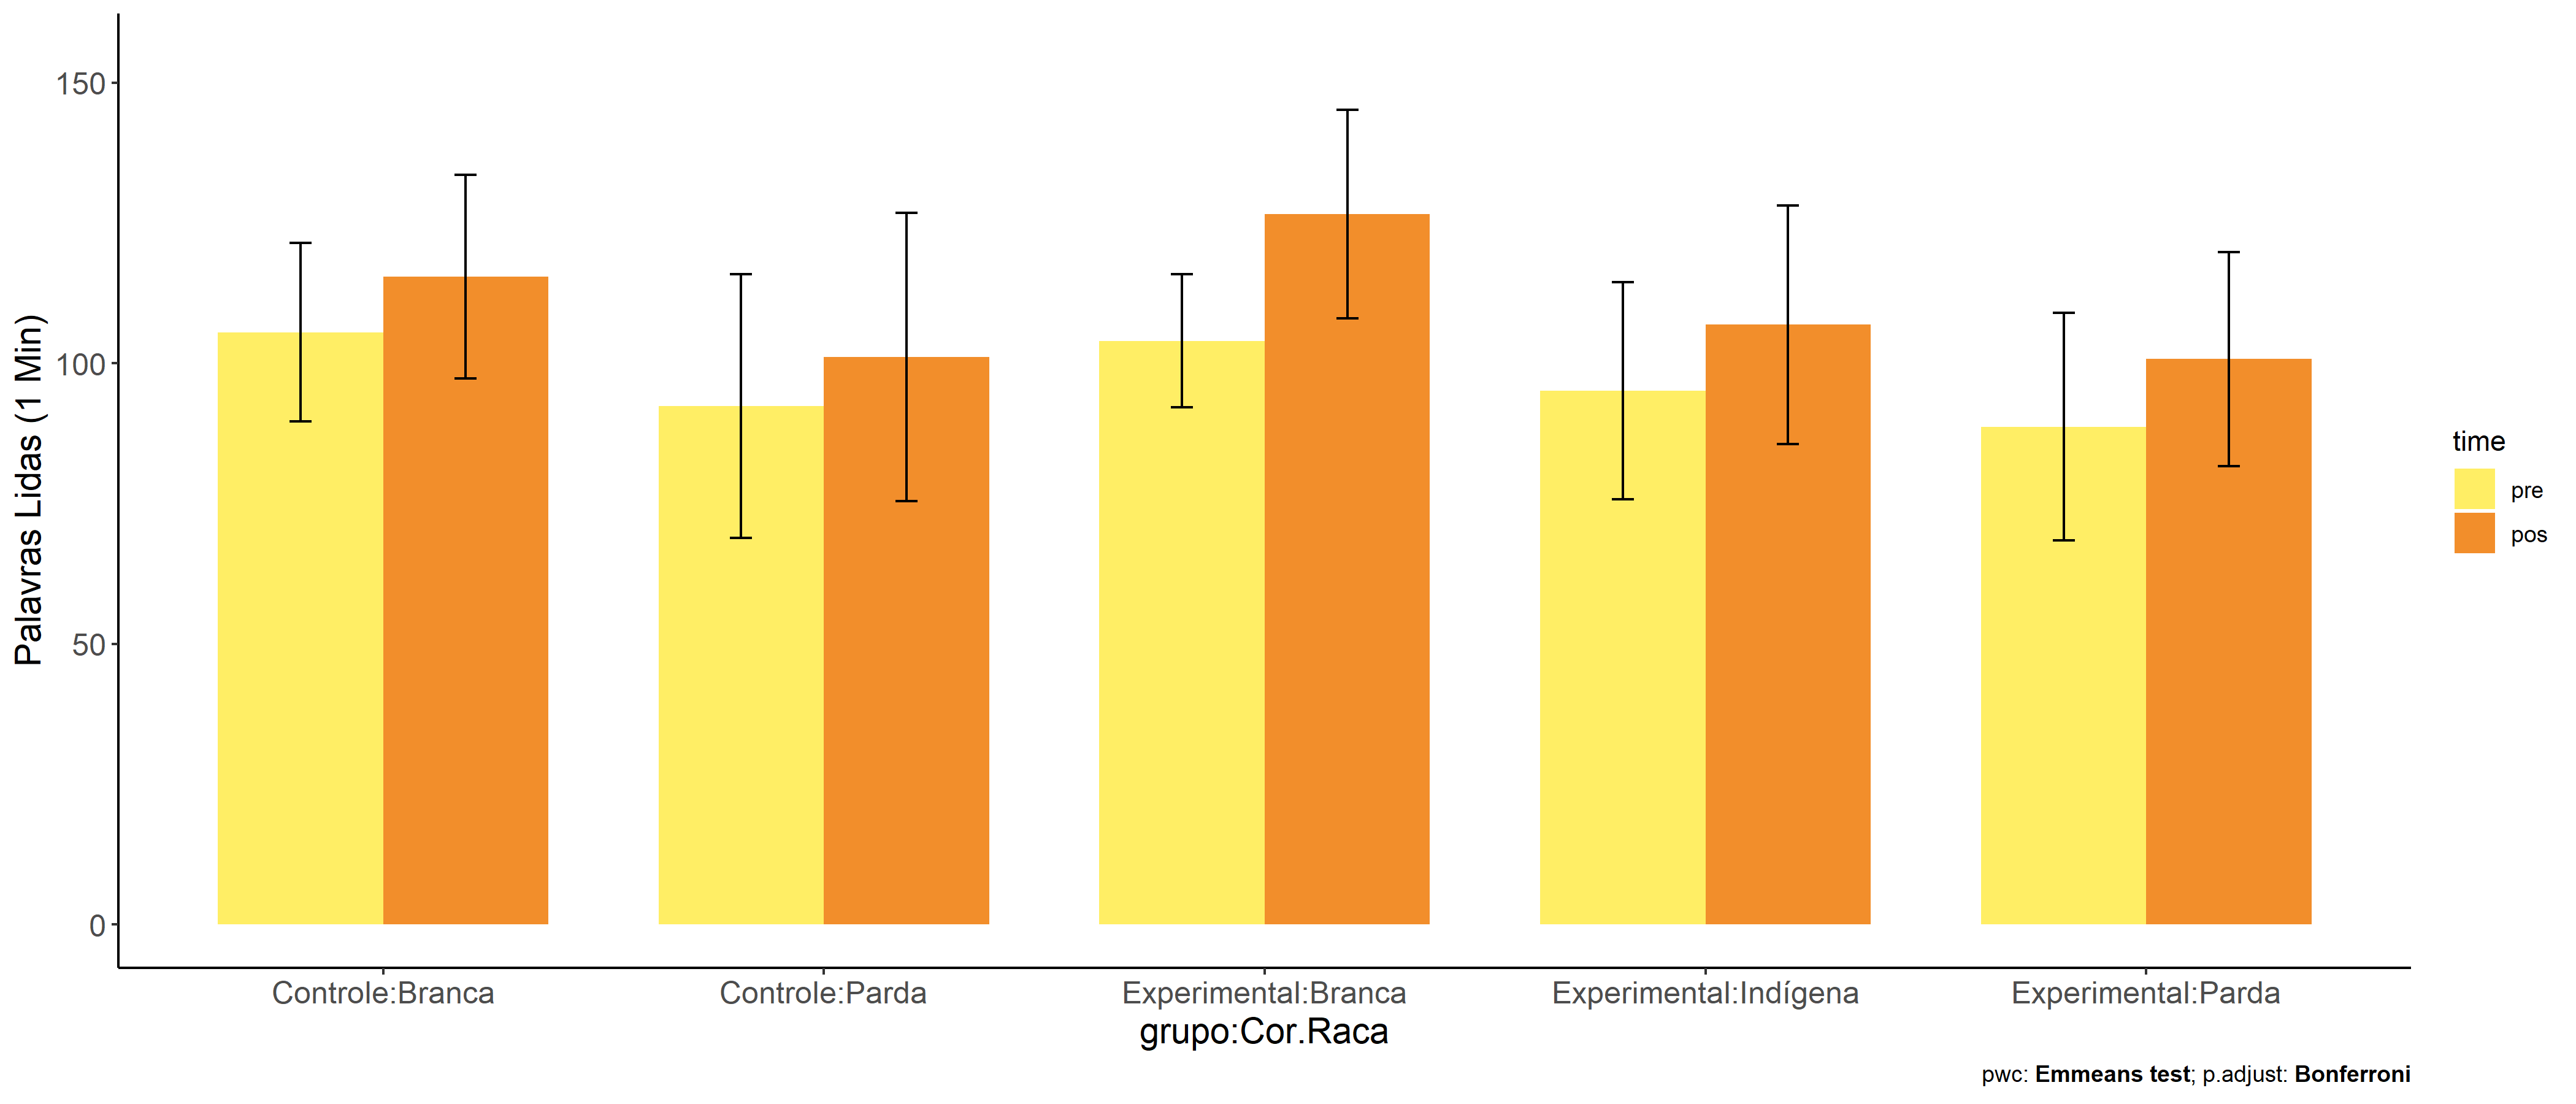 Palavras Lidas (1 Min)
150
100
50
0
Controle:Branca
Controle:Parda
Experimental:Branca
Experimental:Indígena
Experimental:Parda
grupo:Cor.Raca
time
pre
pos
pwc: Emmeans test; p.adjust: Bonferroni